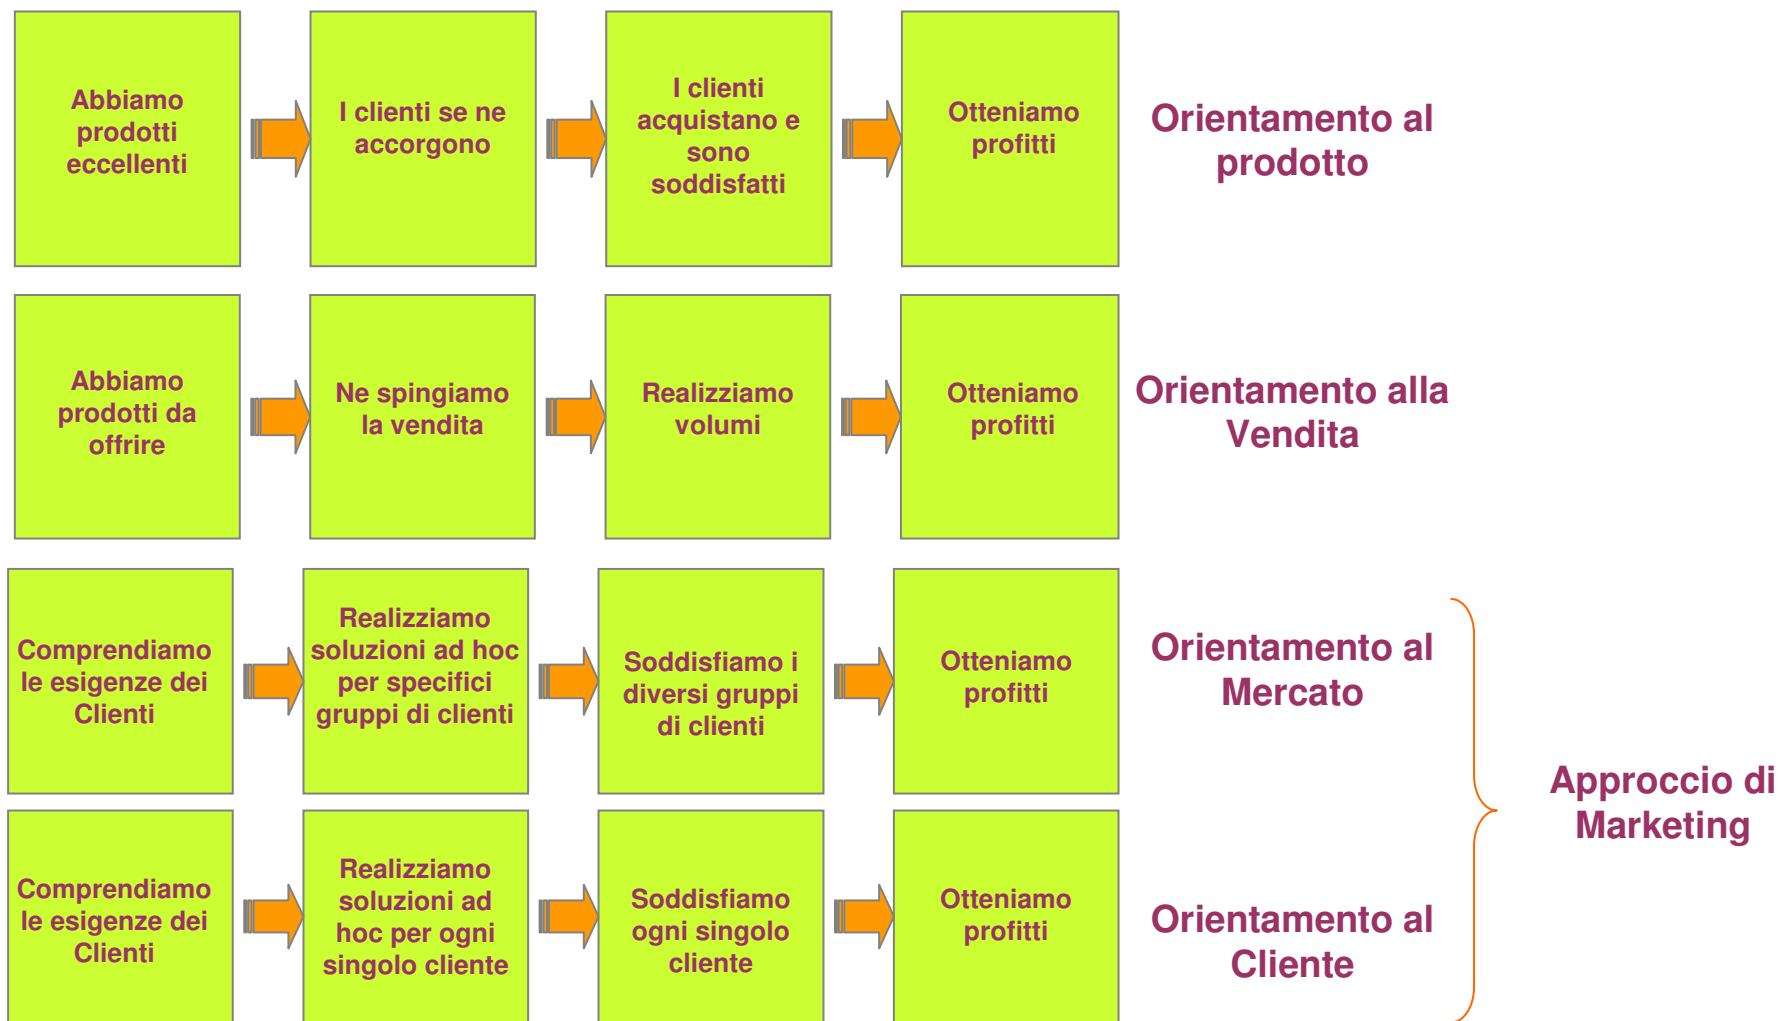 Abbiamo
prodotti
eccellenti
I clienti se ne
accorgono
I clienti
acquistano e
sono
soddisfatti
Otteniamo
profitti
Orientamento al
prodotto
Abbiamo
prodotti da
offrire
Ne spingiamo
la vendita
Realizziamo
volumi
Otteniamo
profitti
Orientamento alla
Vendita
Comprendiamo
le esigenze dei
Clienti
Realizziamo
soluzioni ad hoc
per specifici
gruppi di clienti
Soddisfiamo i
diversi gruppi
di clienti
Otteniamo
profitti
Orientamento al
Mercato
Comprendiamo
le esigenze dei
Clienti
Realizziamo
soluzioni ad
hoc per ogni
singolo cliente
Soddisfiamo
ogni singolo
cliente
Otteniamo
profitti
Orientamento al
Cliente
Approccio di
Marketing